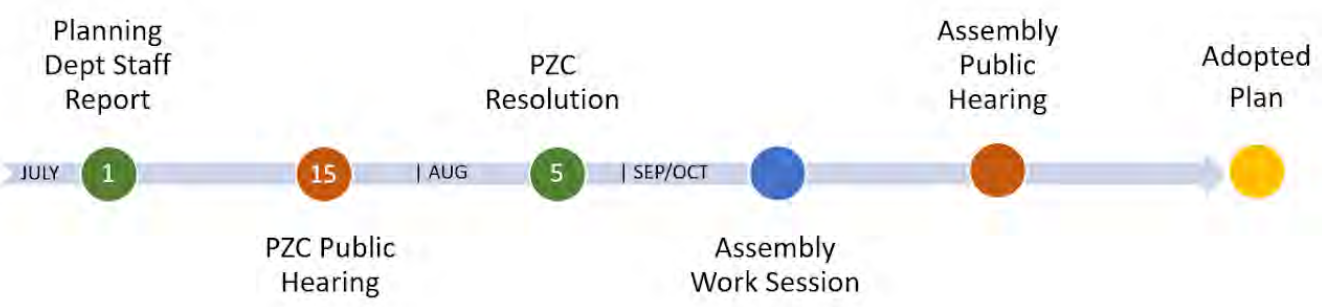 Planning
Dept Staff
Report
PZC
Resolution
Assembly
Public
Hearing
Adopted
Plan
JULY 1 15 | AUG 5 | SEP/OCT
PZC Public
Hearing
Assembly
Work Session